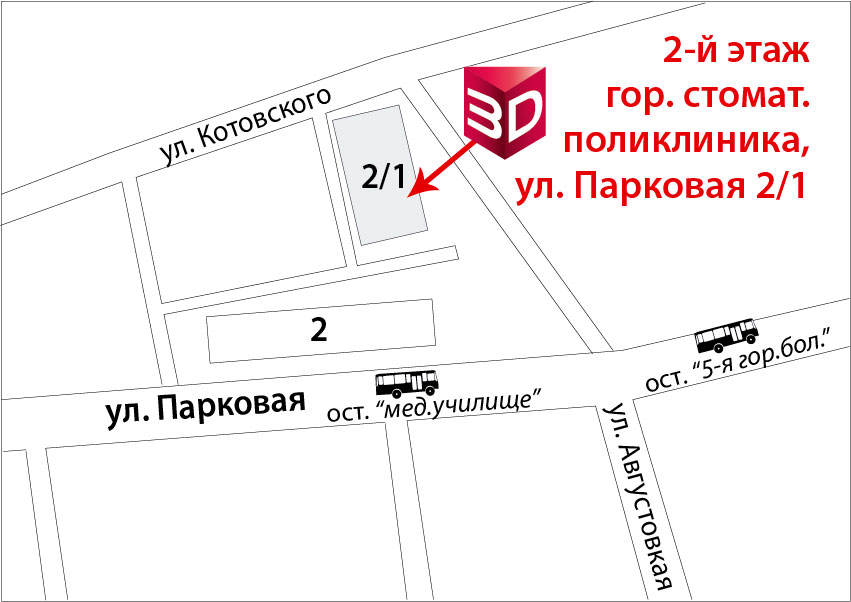 2-й этаж
гор. стомат.
поликлиника,
ул. Парковая 2/1
3D
ул. Котовского
2/1
2
ост. “5-я гор.бол.”
ул. Парковая
ост. “мед.училище”
ул. Августовкая